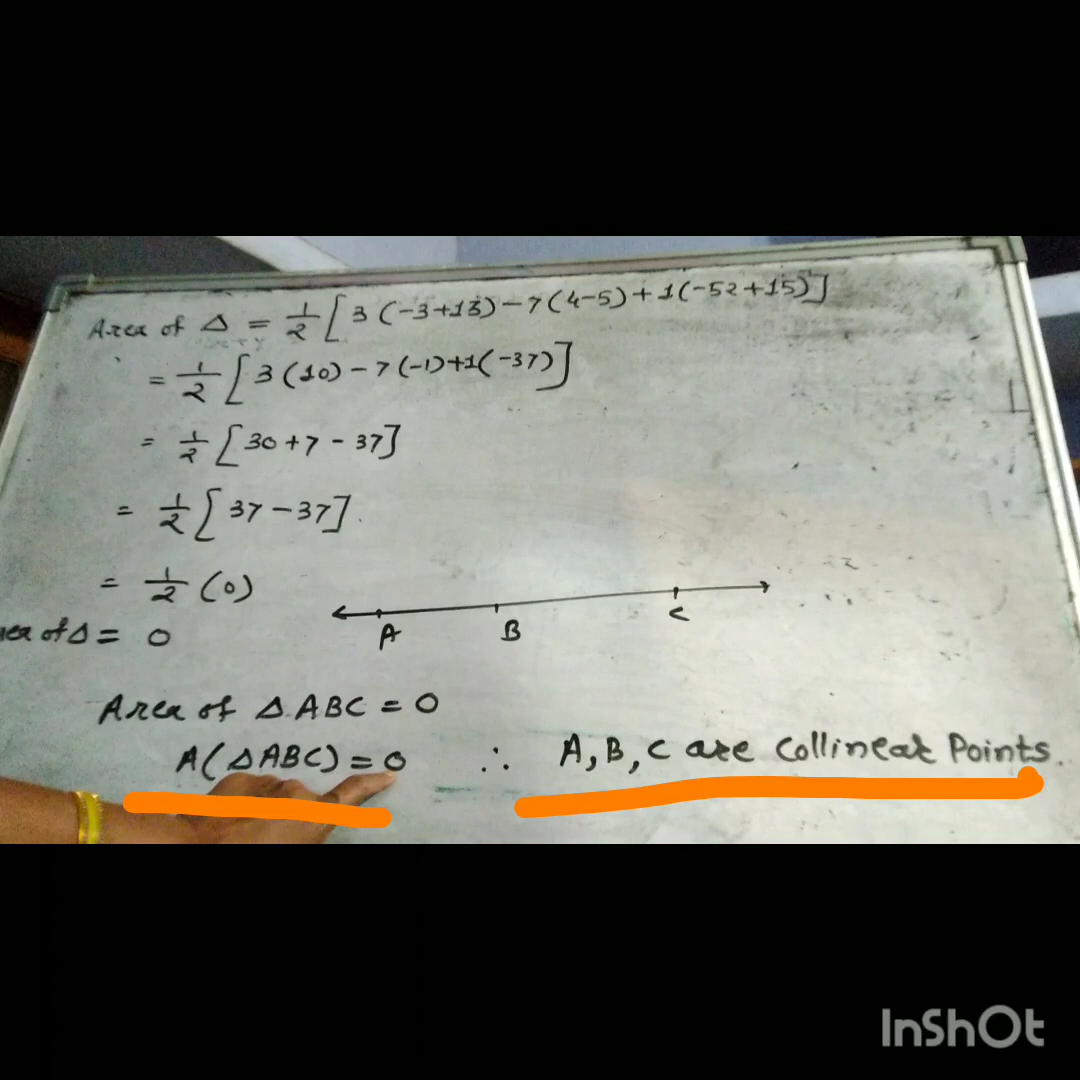 Area of Δ = 1/2 [ 3 (-3+13) - 7 (4-5) + 1 (-52+15) ]
= 1/2 [ 3 (10) - 7 (-1) + 1 (-37) ]
= 1/2 [ 30 + 7 - 37 ]
= 1/2 [ 37 - 37 ]
= 1/2 (0)
of Δ = 0
A B C
Area of Δ ABC = 0
A(ΔABC) = 0 ∴ A, B, C are Collinear Points.
InShOt